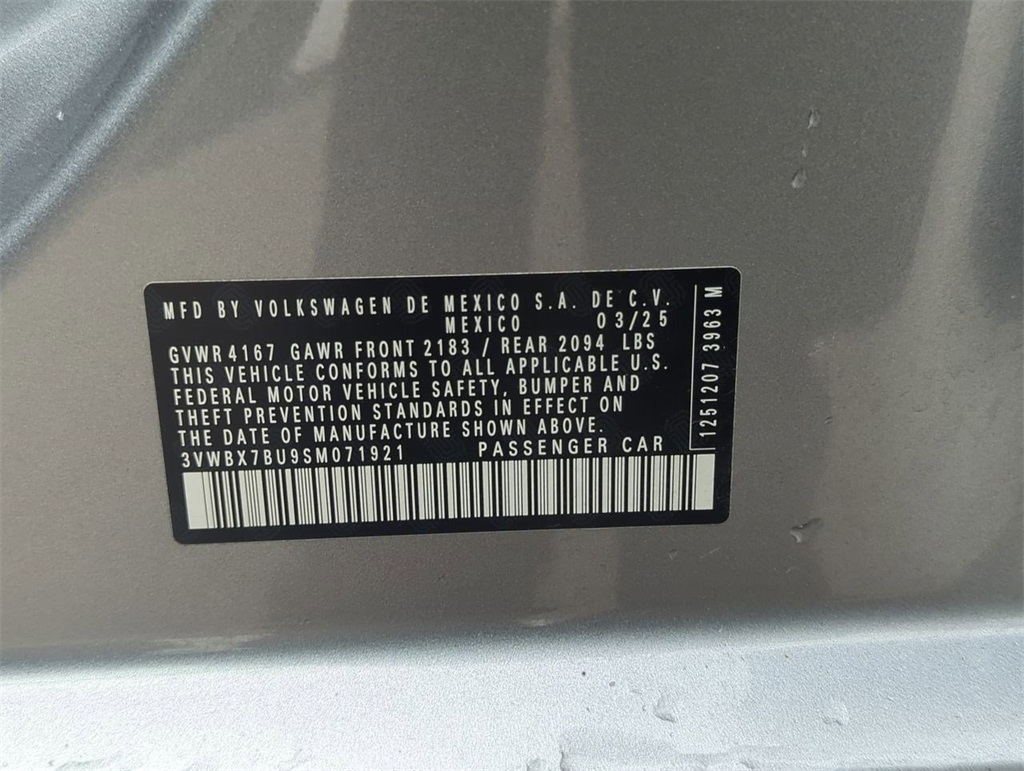 MFD BY VOLKSWAGEN DE MEXICO S.A. DE C.V.
MEXICO 03/25
GVWR 4167 GAWR FRONT 2183 / REAR 2094 LBS
THIS VEHICLE CONFORMS TO ALL APPLICABLE U.S.
FEDERAL MOTOR VEHICLE SAFETY, BUMPER AND
THEFT PREVENTION STANDARDS IN EFFECT ON
THE DATE OF MANUFACTURE SHOWN ABOVE.
3VWBX7BU9SM071921 PASSENGER CAR
1251207 3963 M